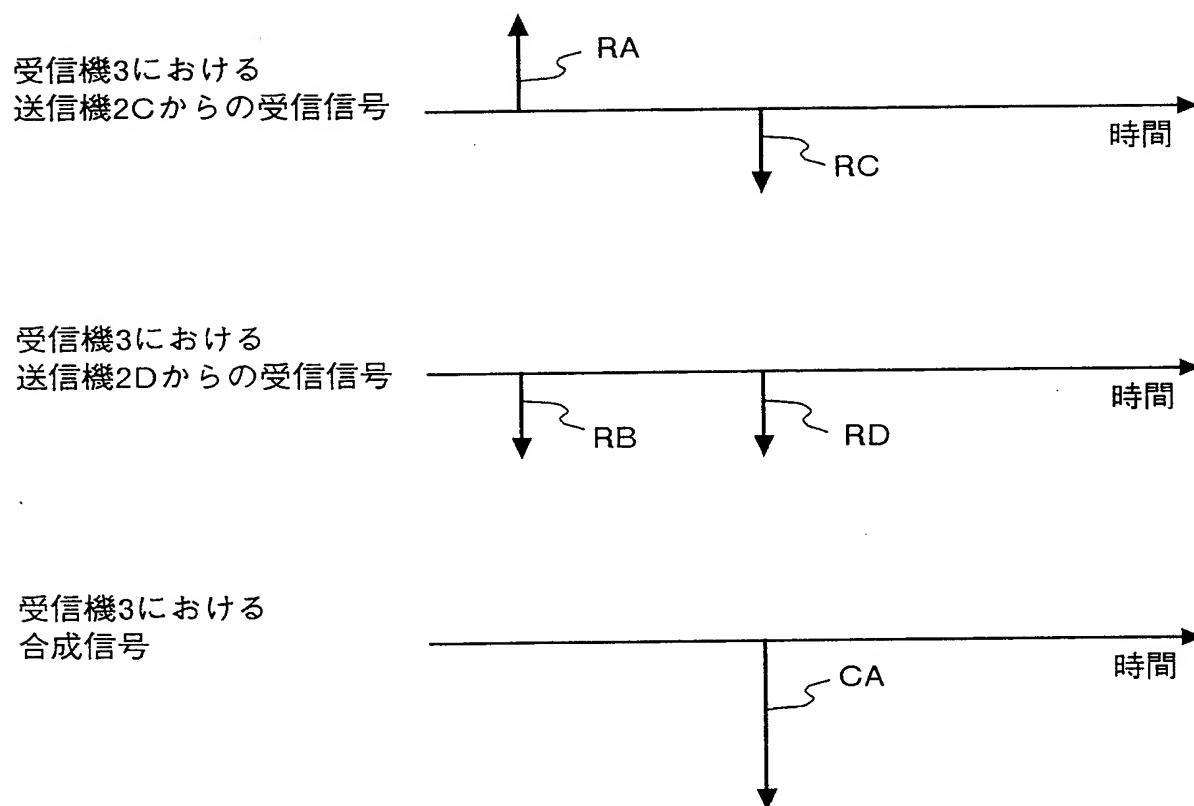 RA
受信機3における
送信機2Cからの受信信号
時間
RC
受信機3における
送信機2Dからの受信信号
時間
RB
RD
受信機3における
合成信号
時間
CA